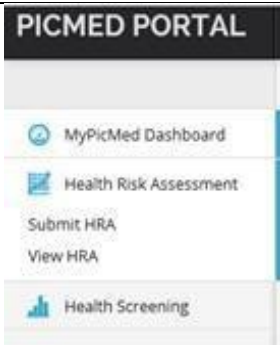 PICMED PORTAL
MyPicMed Dashboard
Health Risk Assessment
Submit HRA
View HRA
Health Screening